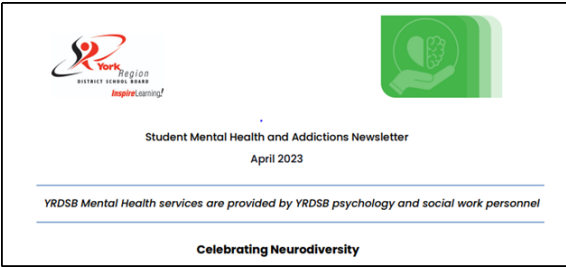 York
Region
DISTRICT SCHOOL BOARD
InspireLearning!
Student Mental Health and Addictions Newsletter
April 2023
YRDSB Mental Health services are provided by YRDSB psychology and social work personnel
Celebrating Neurodiversity